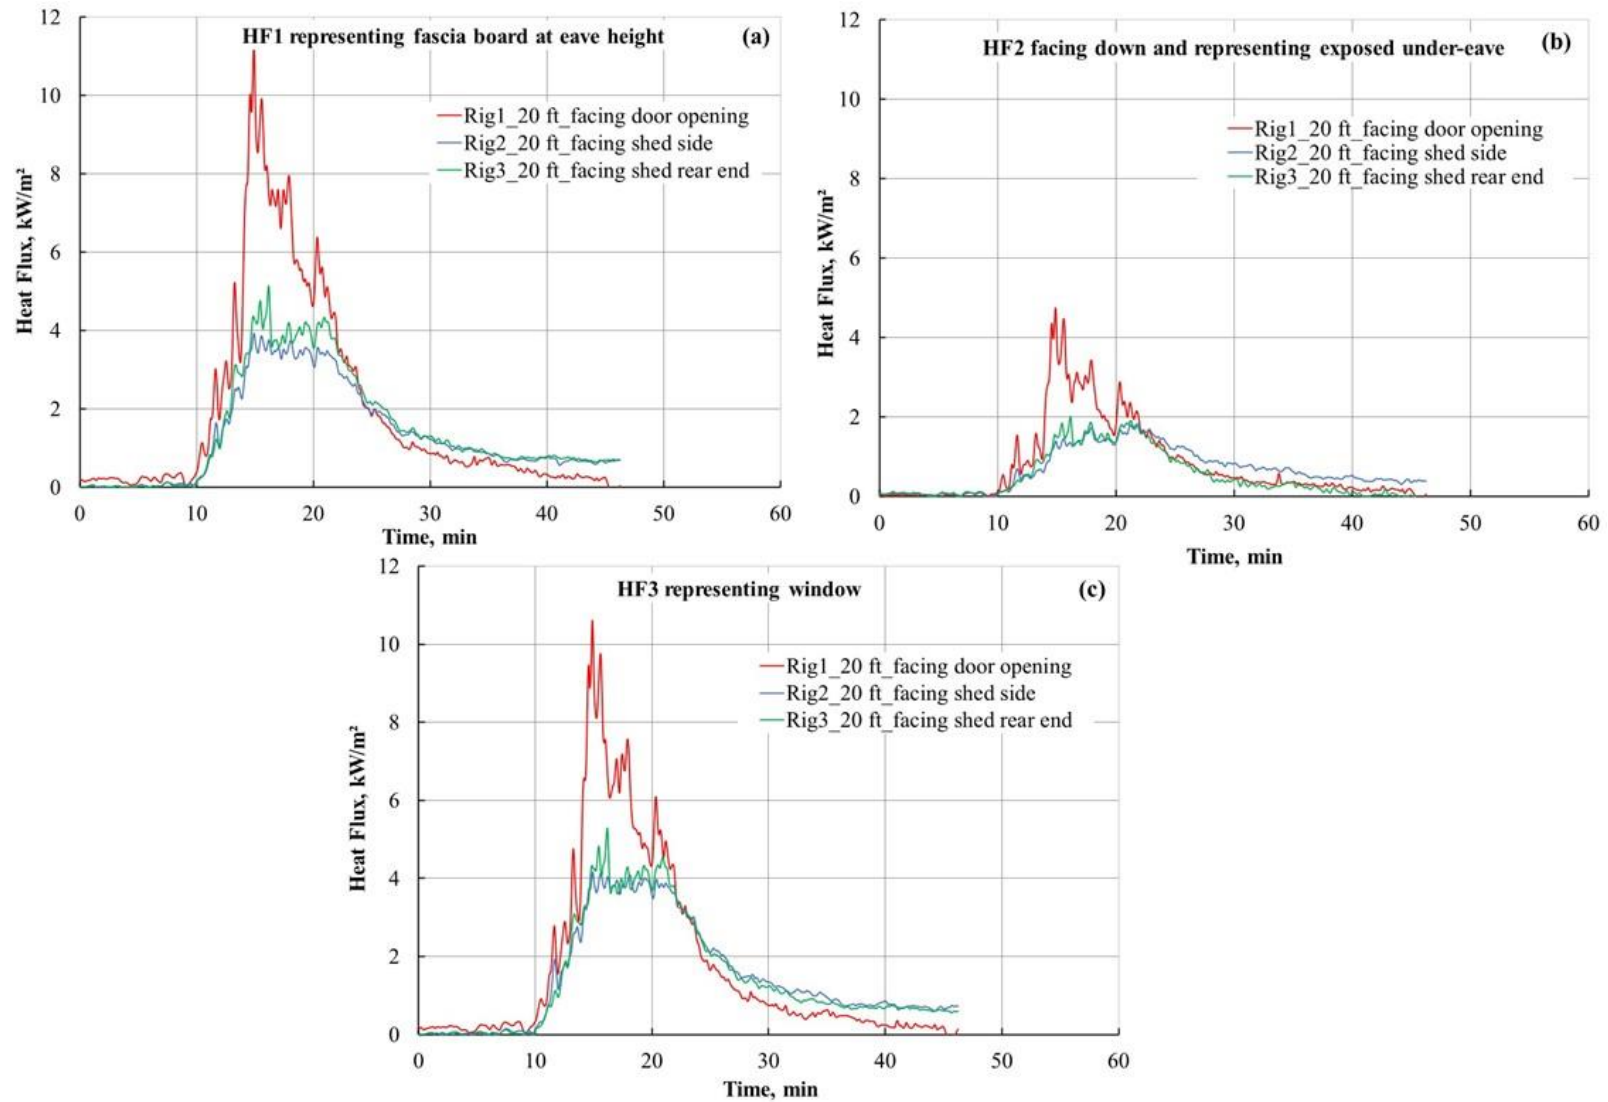 HF1 representing fascia board at eave height
(a)
Rig1_20 ft_facing door opening
Rig2_20 ft_facing shed side
Rig3_20 ft_facing shed rear end
Heat Flux, kW/m²
12
10
8
6
4
2
0
0 10 20 30 40 50 60
Time, min
HF2 facing down and representing exposed under-eave
(b)
Rig1_20 ft_facing door opening
Rig2_20 ft_facing shed side
Rig3_20 ft_facing shed rear end
Heat Flux, kW/m²
12
10
8
6
4
2
0
0 10 20 30 40 50 60
Time, min
HF3 representing window
(c)
Rig1_20 ft_facing door opening
Rig2_20 ft_facing shed side
Rig3_20 ft_facing shed rear end
Heat Flux, kW/m²
12
10
8
6
4
2
0
0 10 20 30 40 50 60
Time, min